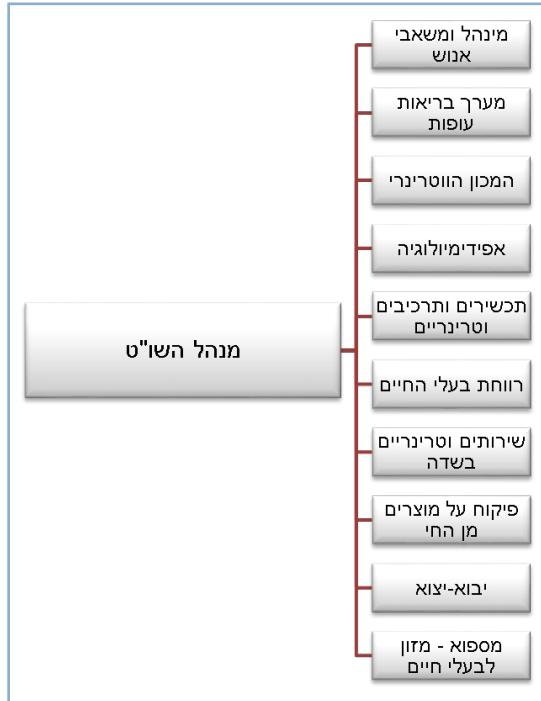 מינהל ומשאבי
אנוש
מערך בריאות
עופות
המכון הווטרינרי
אפידימיולוגיה
תכשירים ותרכיבים
וטרינריים
מנהל השו"ט
רווחת בעלי החיים
שירותים וטרינריים
בשדה
פיקוח על מוצרים
מן החי
יבוא-יצוא
מספוא - מזון
לבעלי חיים